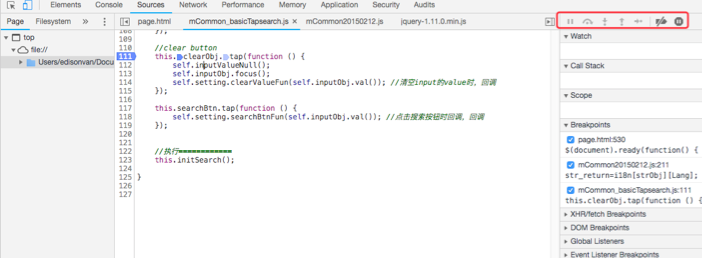 Elements Console Sources Network Performance Memory Application Security Audits
Page Filesystem »
page.html mCommon_basicTapsearch.js × mCommon20150212.js jquery-1.11.0.min.js
top
file://
Users/edisonvan/Docu
108
109 });
110 //clear button
111 this.clearObj.tap(function () {
112 self.inputValueNull();
113 self.inputObj.focus();
114 self.setting.clearValueFun(self.inputObj.val()); //清空input的value时。回调
115 });
116
117 this.searchBtn.tap(function () {
118 self.setting.searchBtnFun(self.inputObj.val()); //点击搜索按钮时回调。回调
119 });
120
121
122 //执行============
123 this.initSearch();
124
125 }
126
127
Watch
Call Stack
Scope
Breakpoints
page.html:530
$(document).ready(function() {
mCommon20150212.js:211
str_return=i18n[strObj][Lang];
mCommon_basicTapsearch.js:111
this.clearObj.tap(function () {
XHR/fetch Breakpoints
DOM Breakpoints
Global Listeners
Event Listener Breakpoints